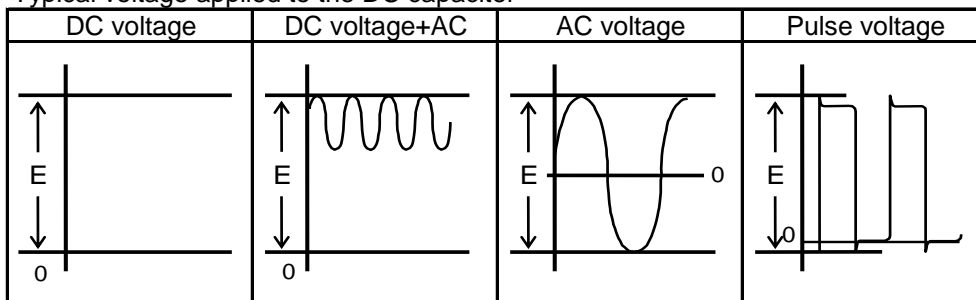 Typical voltage applied to the DC capacitor
DC voltage DC voltage+AC AC voltage Pulse voltage
E E E 0 E
0
0 0